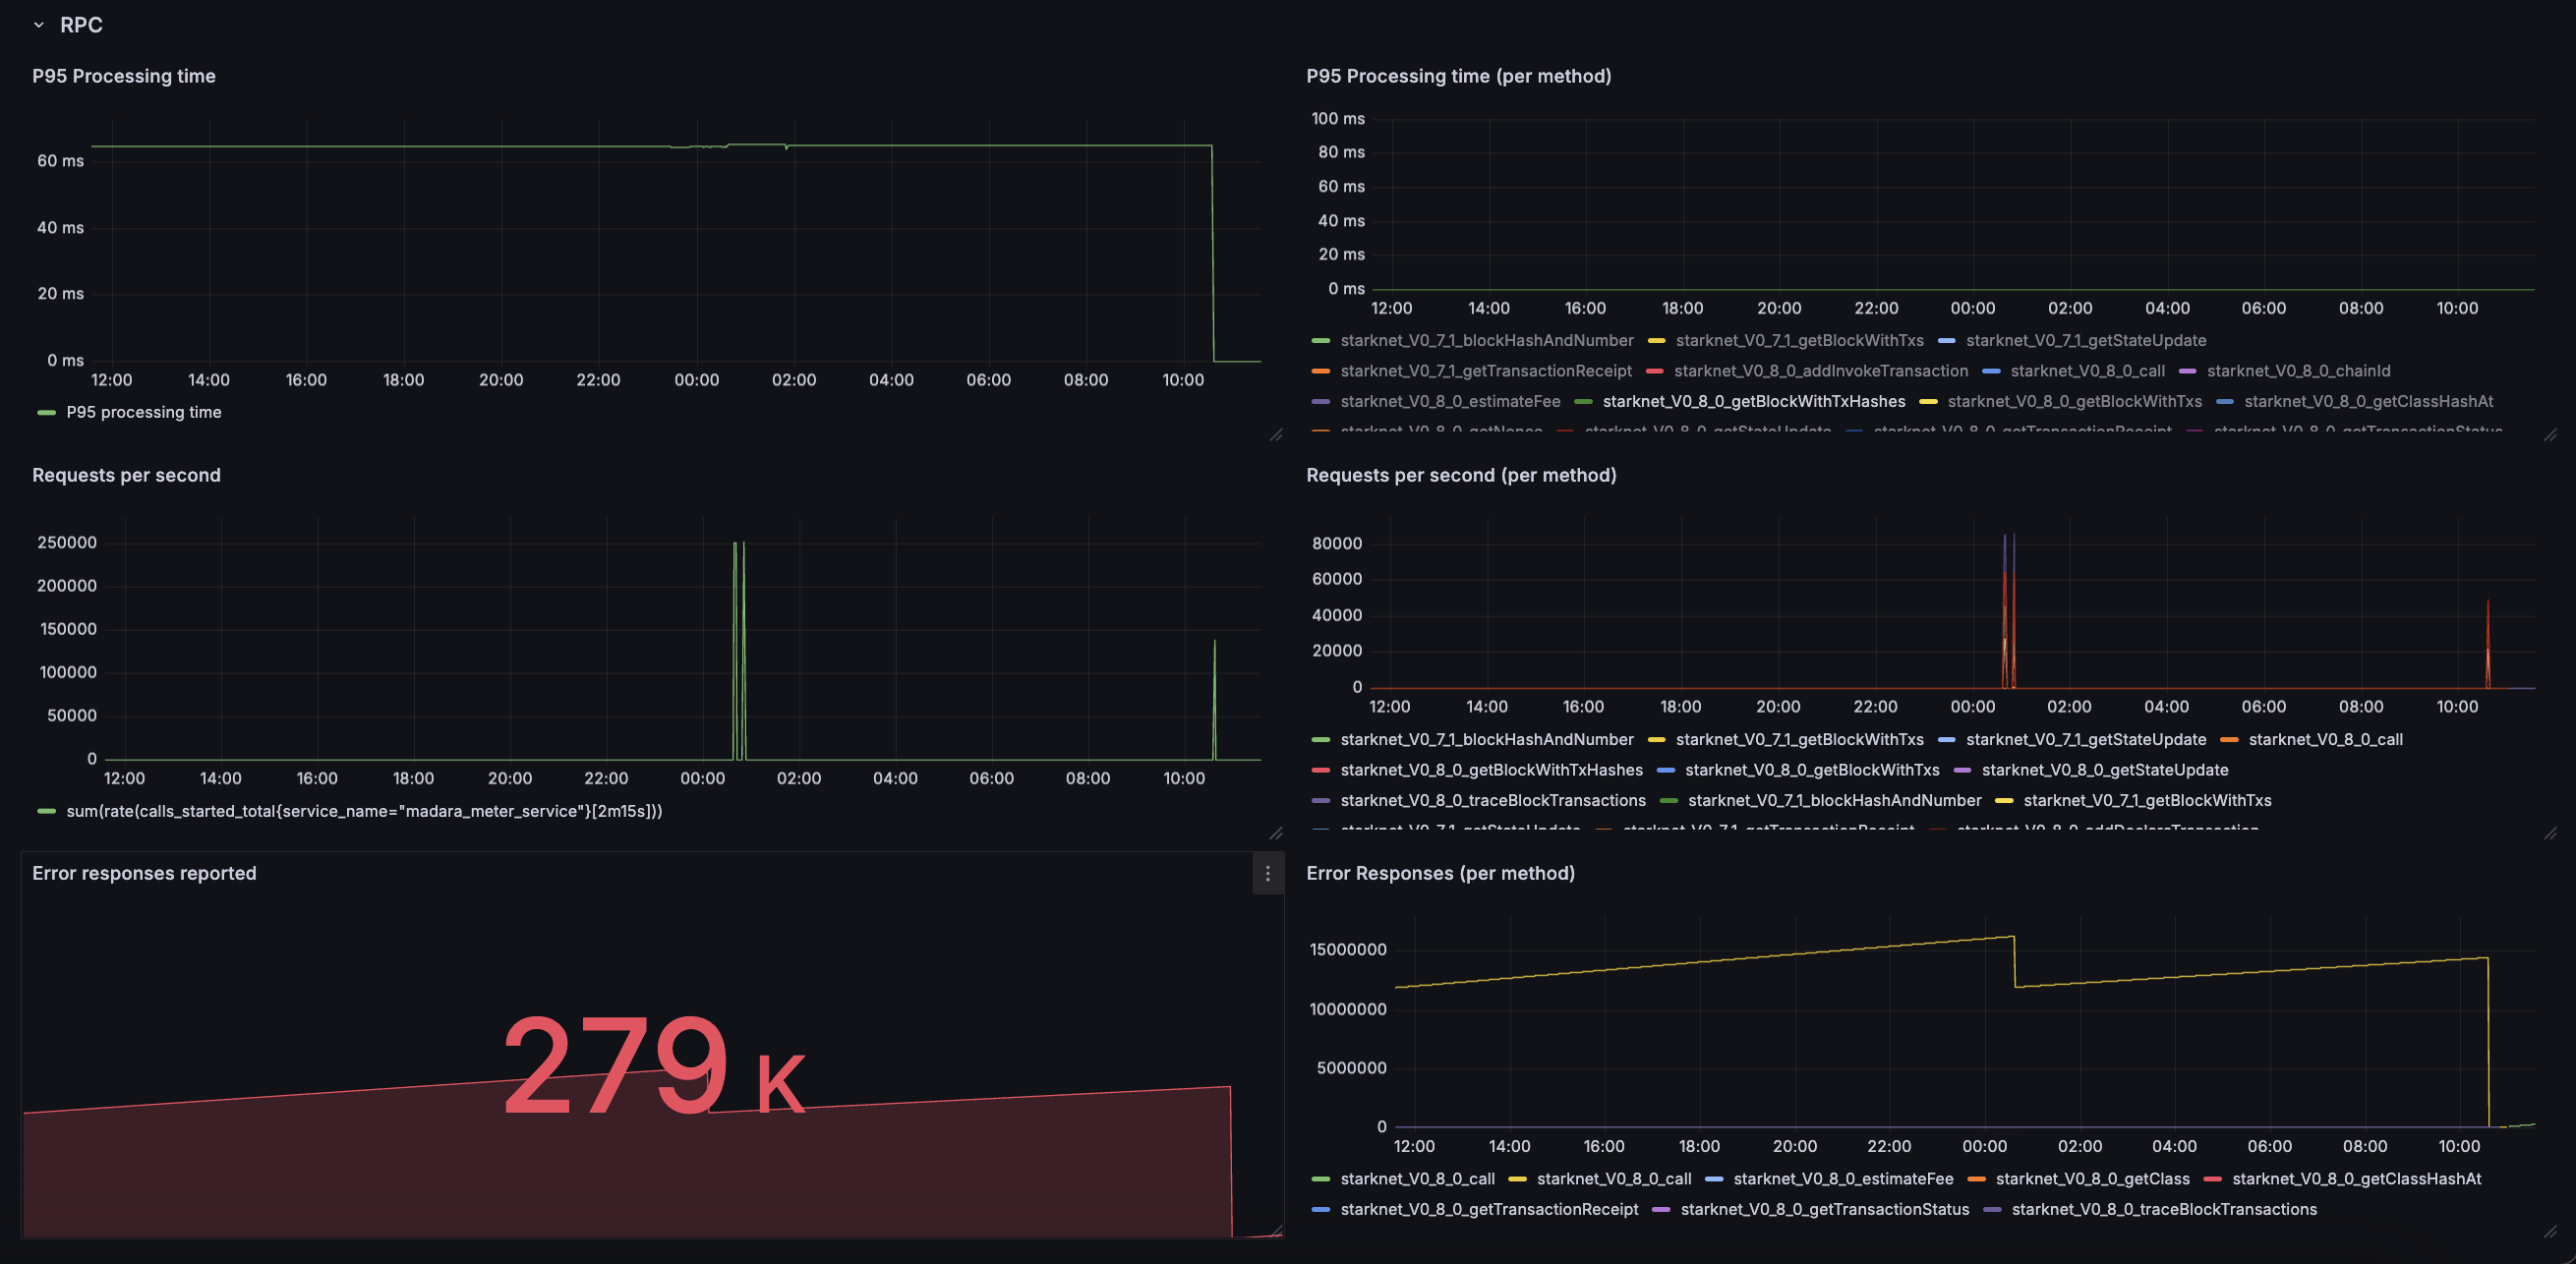 RPC
P95 Processing time
60 ms
40 ms
20 ms
0 ms
12:00 14:00 16:00 18:00 20:00 22:00 00:00 02:00 04:00 06:00 08:00 10:00
P95 processing time
P95 Processing time (per method)
100 ms
80 ms
60 ms
40 ms
20 ms
0 ms
12:00 14:00 16:00 18:00 20:00 22:00 00:00 02:00 04:00 06:00 08:00 10:00
starknet_V0_7_1_blockHashAndNumber starknet_V0_7_1_getBlockWithTxs starknet_V0_7_1_getStateUpdate
starknet_V0_7_1_getTransactionReceipt starknet_V0_8_0_addInvokeTransaction starknet_V0_8_0_call starknet_V0_8_0_chainId
starknet_V0_8_0_estimateFee starknet_V0_8_0_getBlockWithTxHashes starknet_V0_8_0_getBlockWithTxs starknet_V0_8_0_getClassHashAt
starknet_V0_8_0_getNonce starknet_V0_8_0_getStateUpdate starknet_V0_8_0_getTransactionReceipt starknet_V0_8_0_getTransactionStatus
Requests per second
250000
200000
150000
100000
50000
0
12:00 14:00 16:00 18:00 20:00 22:00 00:00 02:00 04:00 06:00 08:00 10:00
sum(rate(calls_started_total{service_name="madara_meter_service"}[2m15s]))
Requests per second (per method)
80000
60000
40000
20000
0
12:00 14:00 16:00 18:00 20:00 22:00 00:00 02:00 04:00 06:00 08:00 10:00
starknet_V0_7_1_blockHashAndNumber starknet_V0_7_1_getBlockWithTxs starknet_V0_7_1_getStateUpdate starknet_V0_8_0_call
starknet_V0_8_0_getBlockWithTxHashes starknet_V0_8_0_getBlockWithTxs starknet_V0_8_0_getStateUpdate
starknet_V0_8_0_traceBlockTransactions starknet_V0_7_1_blockHashAndNumber starknet_V0_7_1_getBlockWithTxs
starknet_V0_7_1_getStateUpdate starknet_V0_7_1_getTransactionReceipt starknet_V0_8_0_addDeclareTransaction
Error responses reported
279 K
Error Responses (per method)
15000000
10000000
5000000
0
12:00 14:00 16:00 18:00 20:00 22:00 00:00 02:00 04:00 06:00 08:00 10:00
starknet_V0_8_0_call starknet_V0_8_0_call starknet_V0_8_0_estimateFee starknet_V0_8_0_getClass starknet_V0_8_0_getClassHashAt
starknet_V0_8_0_getTransactionReceipt starknet_V0_8_0_getTransactionStatus starknet_V0_8_0_traceBlockTransactions